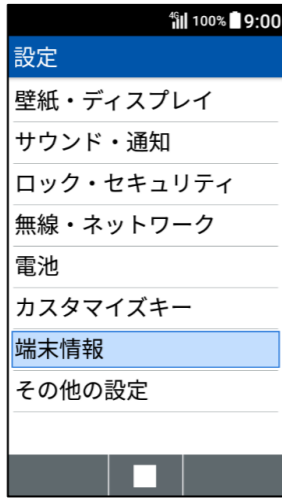 4G 100% 9:00
設定
壁紙・ディスプレイ
サウンド・通知
ロック・セキュリティ
無線・ネットワーク
電池
カスタマイズキー
端末情報
その他の設定